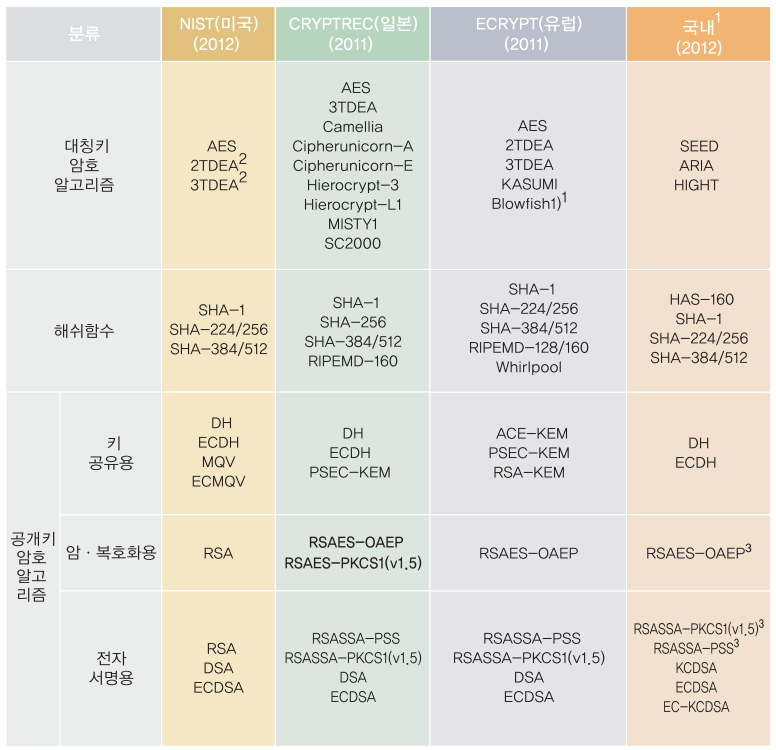 분류
NIST(미국)
(2012)
CRYPTREC(일본)
(2011)
ECRYPT(유럽)
(2011)
국내1
(2012)
대칭키
암호
알고리즘
AES
2TDEA2
3TDEA2
AES
3TDEA
Camellia
Cipherunicorn-A
Cipherunicorn-E
Hierocrypt-3
Hierocrypt-L1
MISTY1
SC2000
AES
2TDEA
3TDEA
KASUMI
Blowfish1)1
SEED
ARIA
HIGHT
해쉬함수
SHA-1
SHA-224/256
SHA-384/512
SHA-1
SHA-256
SHA-384/512
RIPEMD-160
SHA-1
SHA-224/256
SHA-384/512
RIPEMD-128/160
Whirlpool
HAS-160
SHA-1
SHA-224/256
SHA-384/512
공개키
암호
알고
리즘
키
공유용
DH
ECDH
MQV
ECMQV
DH
ECDH
PSEC-KEM
ACE-KEM
PSEC-KEM
RSA-KEM
DH
ECDH
암·복호화용
RSA
RSAES-OAEP
RSAES-PKCS1(v1.5)
RSAES-OAEP
RSAES-OAEP3
전자
서명용
RSA
DSA
ECDSA
RSASSA-PSS
RSASSA-PKCS1(v1.5)
DSA
ECDSA
RSASSA-PSS
RSASSA-PKCS1(v1.5)
DSA
ECDSA
RSASSA-PKCS1(v1.5)3
RSASSA-PSS3
KCDSA
ECDSA
EC-KCDSA